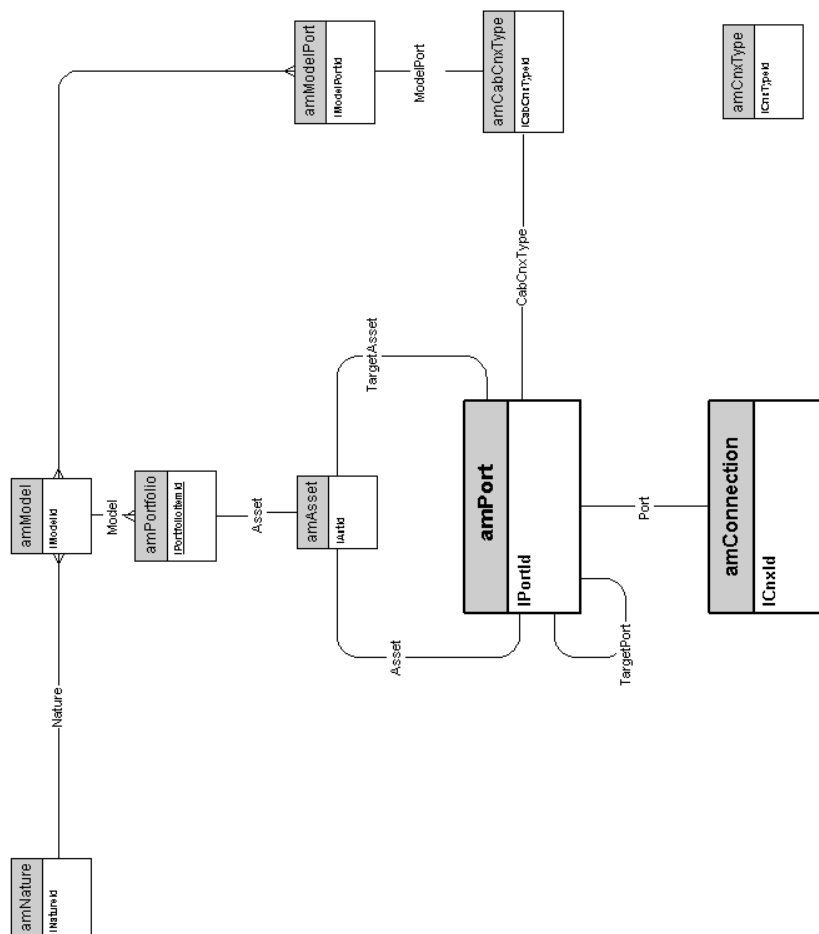 amModelPort
lModelPortId
ModelPort
amCabCnxType
lCabCnxTypeId
amCnxType
lCnxTypeId
CabCnxType
TargetAsset
amModel
lModelId
Model
amPortfolio
lPortfolioItemId
Asset
amAsset
lAstId
amPort
lPortId
Port
amConnection
lCnxId
Asset
TargetPort
Nature
amNature
lNatureId